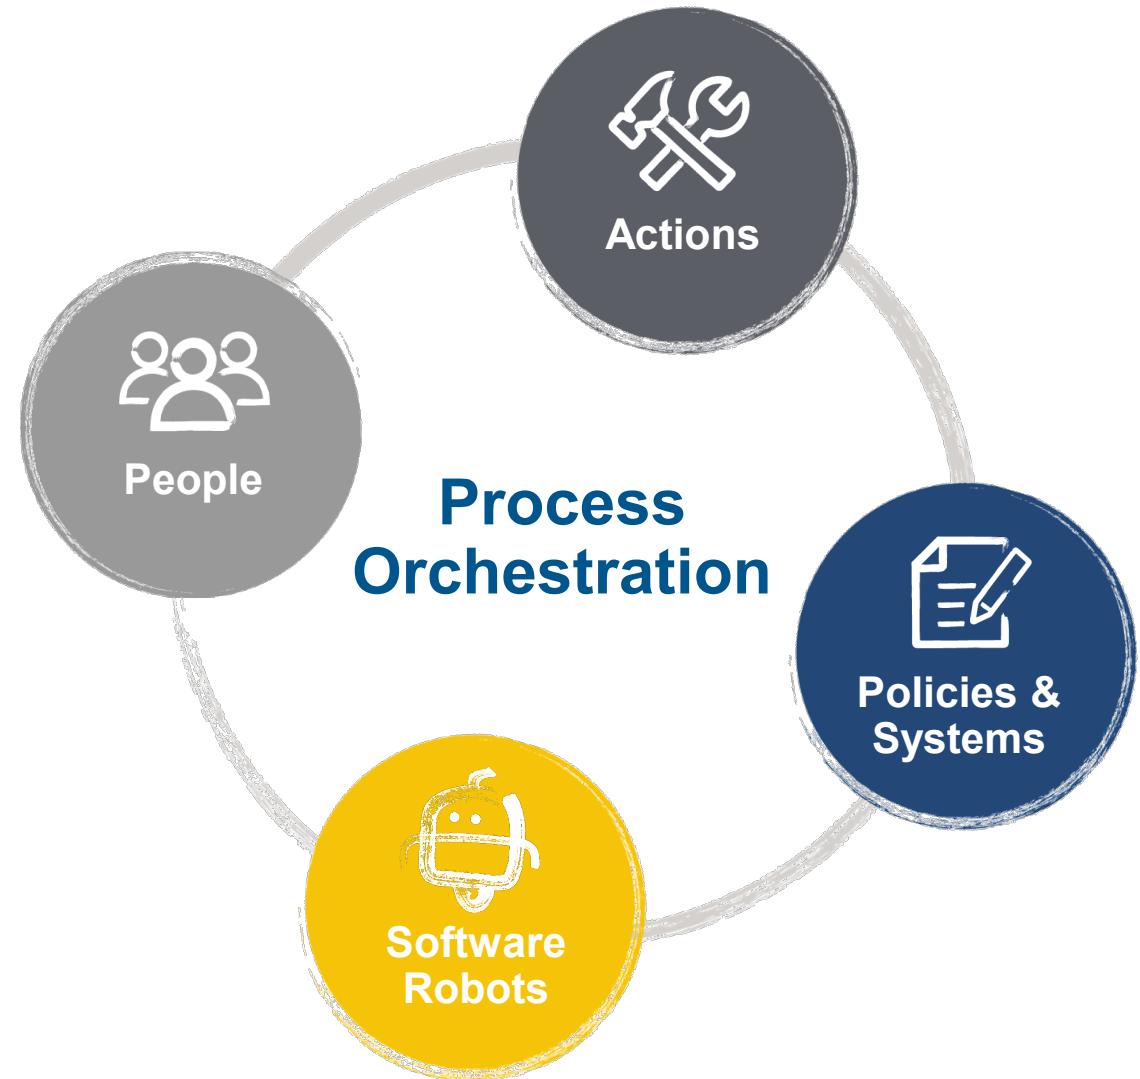 Actions
People
Process
Orchestration
Policies &
Systems
Software
Robots